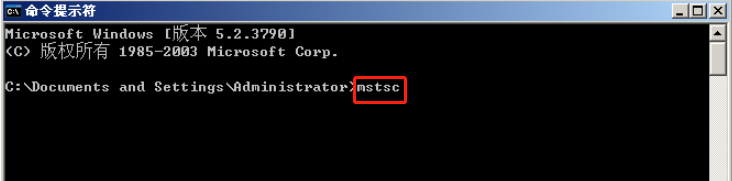 命令提示符
Microsoft Windows [版本 5.2.3790]
(C) 版权所有 1985-2003 Microsoft Corp.
C:\Documents and Settings\Administrator>mstsc